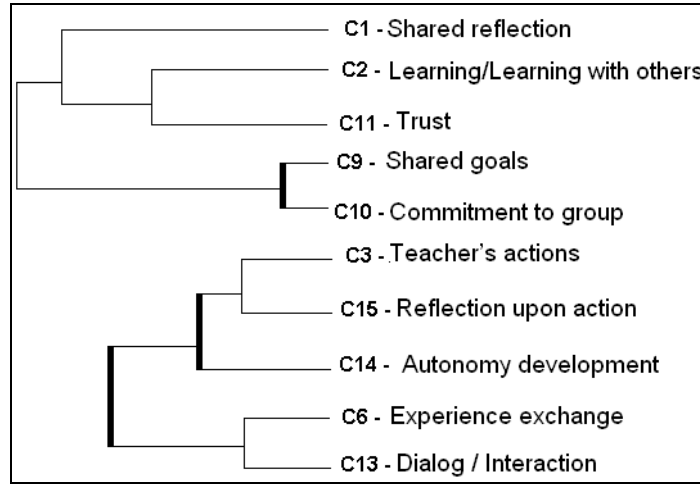 C1 - Shared reflection
C2 - Learning/Learning with others
C11 - Trust
C9 - Shared goals
C10 - Commitment to group
C3 - Teacher's actions
C15 - Reflection upon action
C14 - Autonomy development
C6 - Experience exchange
C13 - Dialog / Interaction